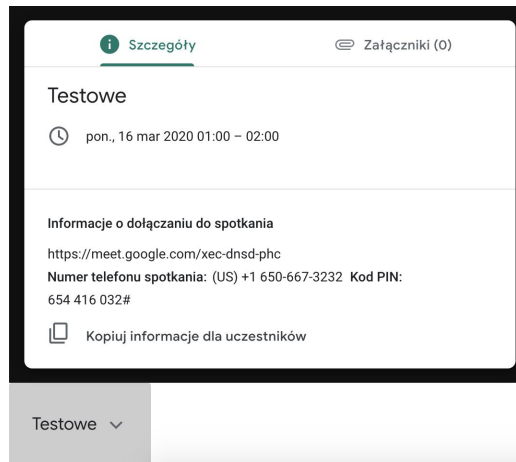 Szczegóły
Załączniki (0)
Testowe
pon., 16 mar 2020 01:00 – 02:00
Informacje o dołączaniu do spotkania
https://meet.google.com/xec-dnsd-phc
Numer telefonu spotkania: (US) +1 650-667-3232 Kod PIN:
654 416 032#
Kopiuj informacje dla uczestników
Testowe